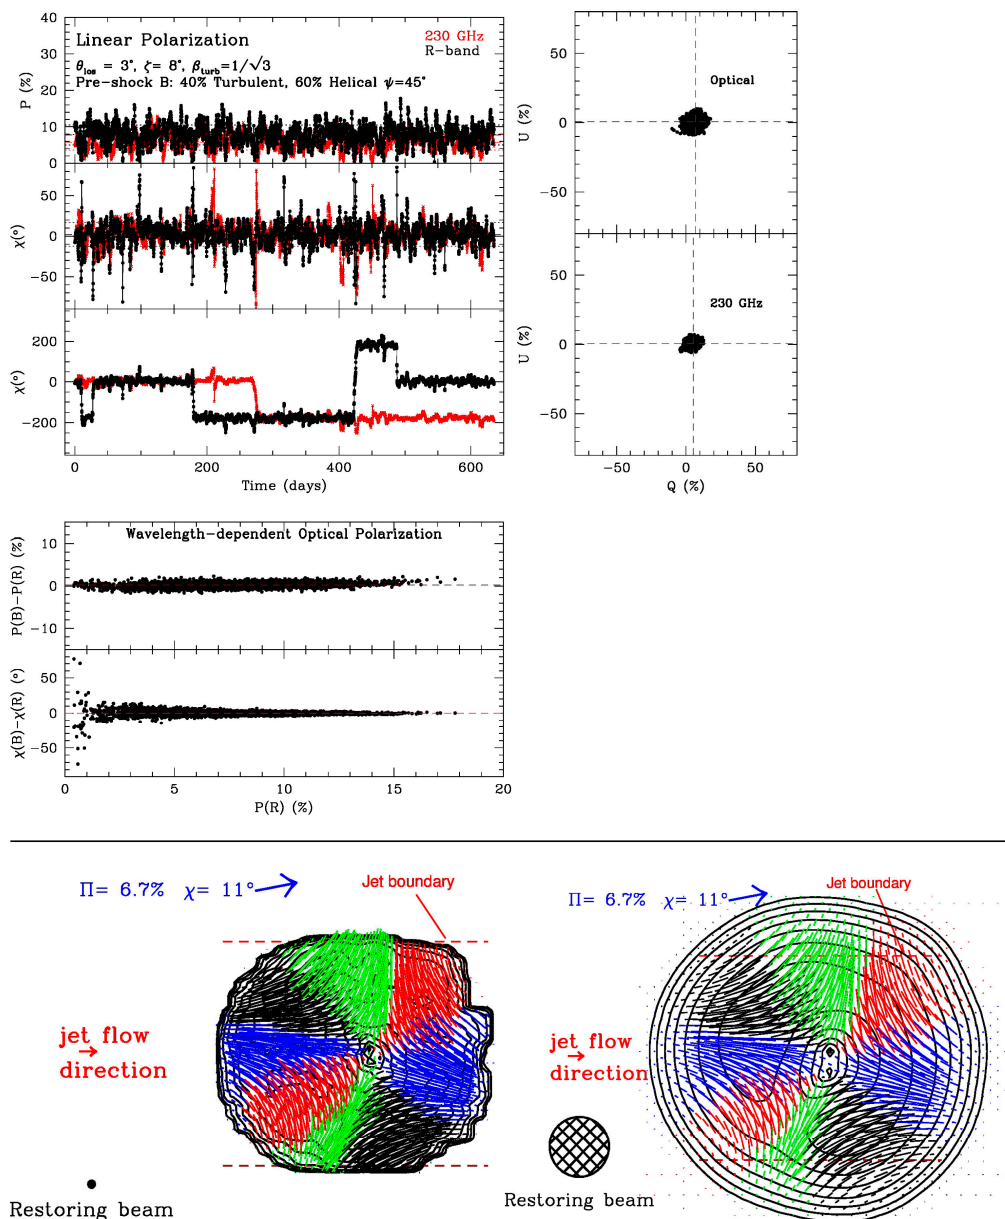 Linear Polarization
230 GHz
R-band
θlos = 3°, ζ= 8°, βturb=1/√3
Pre-shock B: 40% Turbulent, 60% Helical ψ=45°
P (%)
40
30
20
10
0
χ(°)
50
0
−50
χ(°)
200
0
−200
0
200
400
600
Time (days)
U (%)
50
0
−50
Optical
U (%)
50
0
−50
230 GHz
−50
0
50
Q (%)
Wavelength-dependent Optical Polarization
P(B)−P(R) (%)
10
0
−10
χ(B)−χ(R) (°)
50
0
−50
0
5
10
15
20
P(R) (%)
Π= 6.7% χ= 11°
Jet boundary
jet flow
direction
Restoring beam
Π= 6.7% χ= 11°
Jet boundary
jet flow
direction
Restoring beam